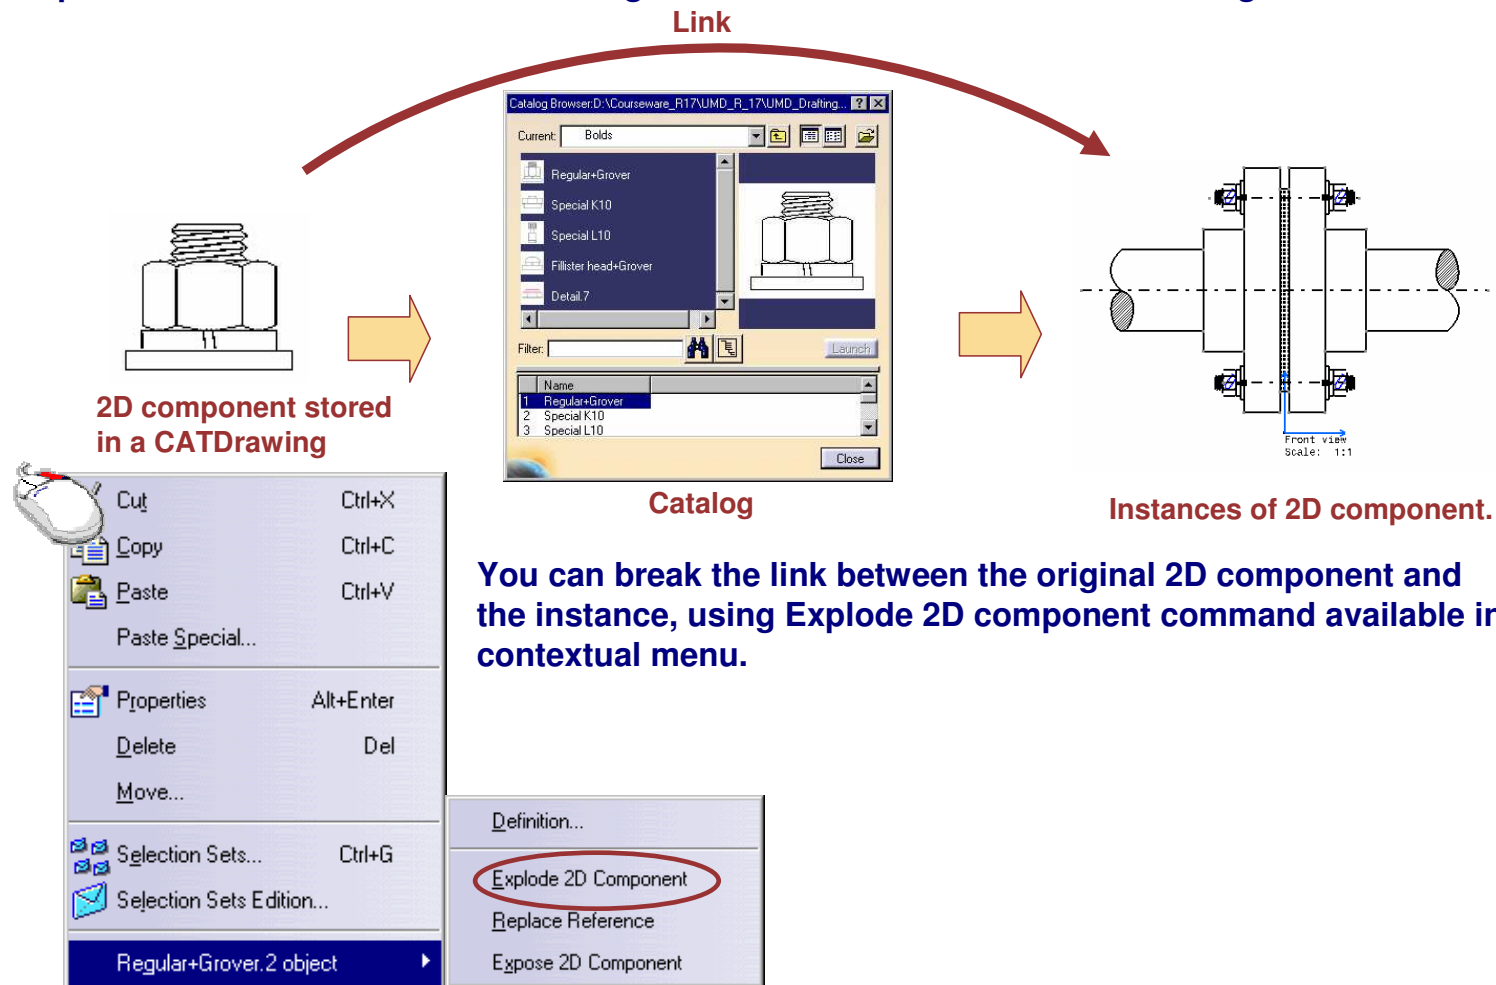 Link
Catalog Browser:D:\Courseware_R17\UMD_R_17\UMD_Drafting...
Current: Bolds
Regular+Grover
Special K10
Special L10
Fillister head+Grover
Detail.7
Filter:
Launch
Name
1 Regular+Grover
2 Special K10
3 Special L10
Close
2D component stored
in a CATDrawing
Catalog
Front view
Scale: 1:1
Instances of 2D component.
You can break the link between the original 2D component and
the instance, using Explode 2D component command available in
contextual menu.
Cut Ctrl+X
Copy Ctrl+C
Paste Ctrl+V
Paste Special...
Properties Alt+Enter
Delete Del
Move...
Selection Sets... Ctrl+G
Selection Sets Edition...
Regular+Grover.2 object
Definition...
Explode 2D Component
Replace Reference
Expose 2D Component